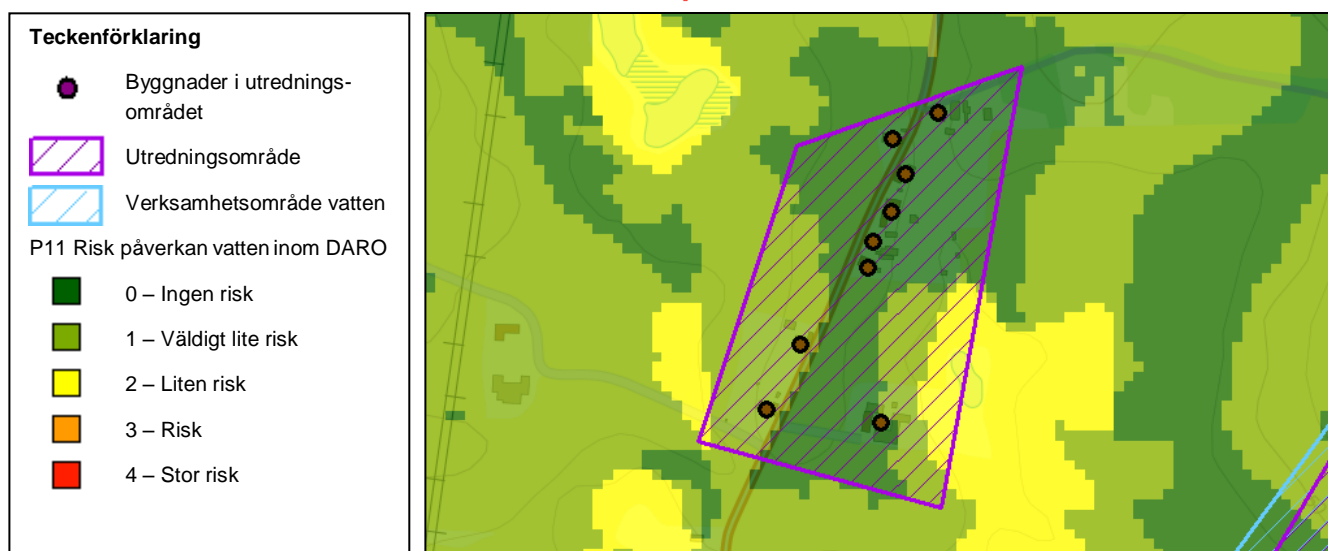 Teckenförklaring
Byggnader i utrednings-
området
Utredningsområde
Verksamhetsområde vatten
P11 Risk påverkan vatten inom DARO
0 – Ingen risk
1 – Väldigt lite risk
2 – Liten risk
3 – Risk
4 – Stor risk